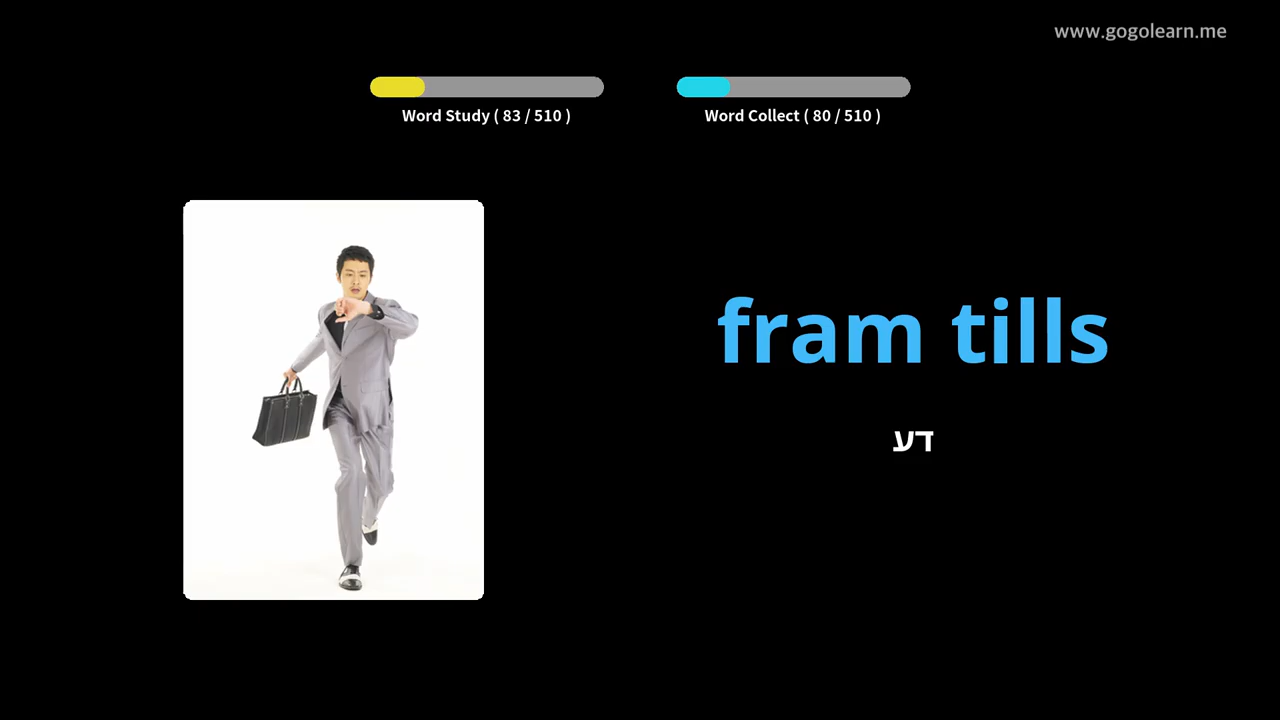 www.gogolearn.me
Word Study ( 83 / 510 )
Word Collect ( 80 / 510 )
fram tills
דע